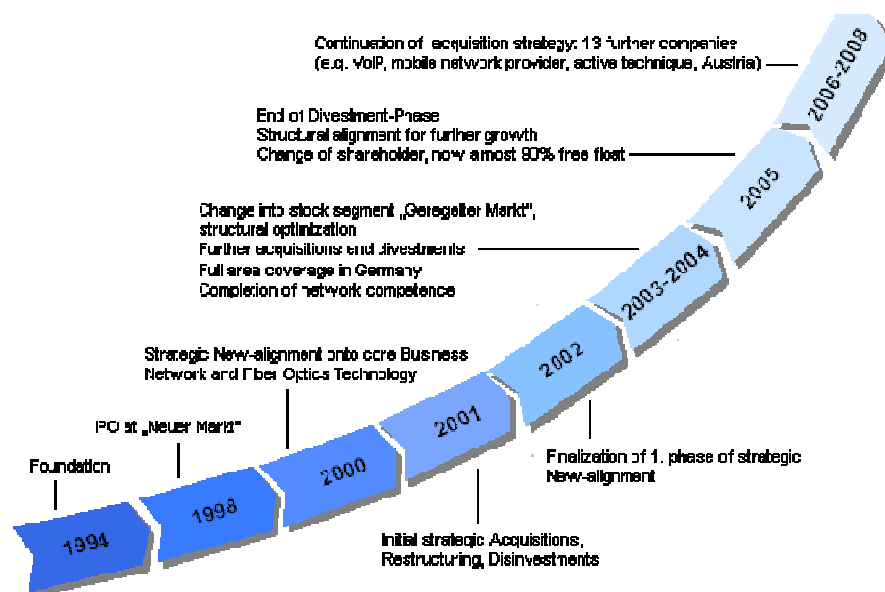 Continuation of acquisition strategy: 13 further companies
(e.g. VoIP, mobile network provider, active technique, Austria)
2006-2008
End of Divestment-Phase
Structural alignment for further growth
Change of shareholder, now almost 90% free float
2005
Change into stock segment „Geregelter Markt",
structural optimization
Further acquisitions and divestments
Full area coverage in Germany
Completion of network competence
2003-2004
Strategic New-alignment onto core Business
Network and Fiber Optics Technology
2002
IPO at „Neuer Markt"
2001
Finalization of 1. phase of strategic
New-alignment
Foundation
2000
1998
1994
Initial strategic Acquisitions,
Restructuring, Disinvestments